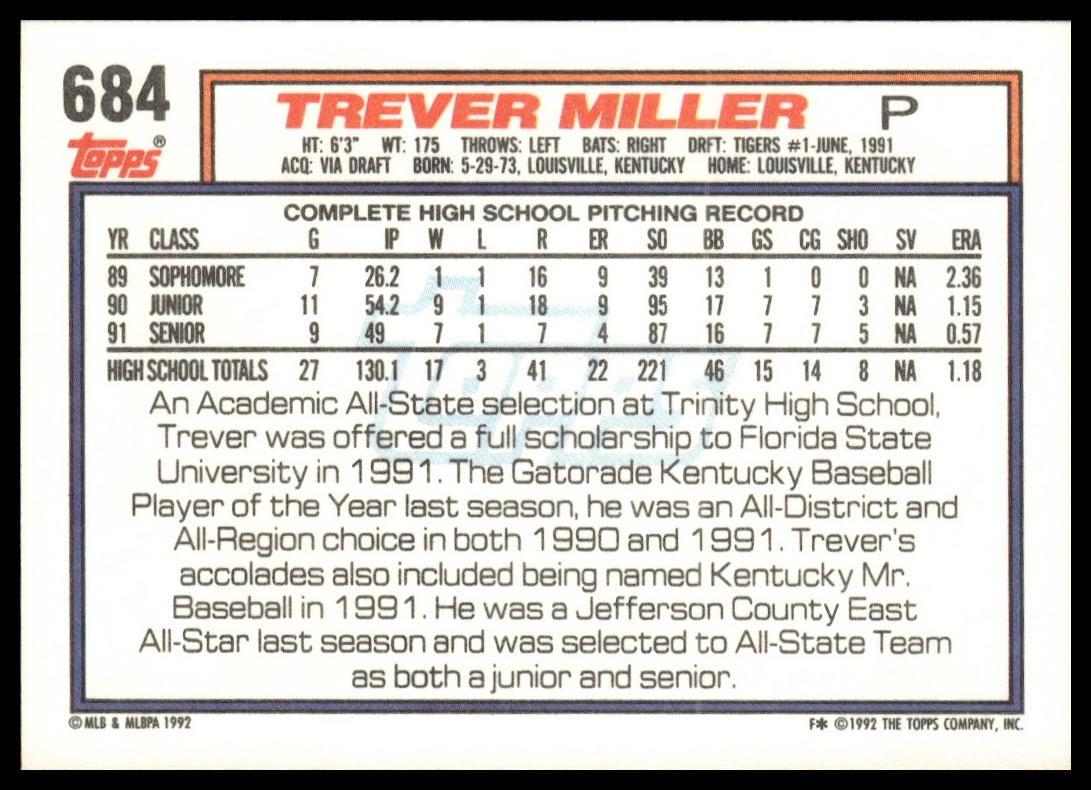 684
TREVER MILLER P
Topps®
HT: 6'3" WT: 175 THROWS: LEFT BATS: RIGHT DRFT: TIGERS #1-JUNE, 1991
ACQ: VIA DRAFT BORN: 5-29-73, LOUISVILLE, KENTUCKY HOME: LOUISVILLE, KENTUCKY
COMPLETE HIGH SCHOOL PITCHING RECORD
YR CLASS G IP W L R ER SO BB GS CG SHO SV ERA
89 SOPHOMORE 7 26.2 1 1 16 9 39 13 1 0 0 NA 2.36
90 JUNIOR 11 54.2 9 1 18 9 95 17 7 7 3 NA 1.15
91 SENIOR 9 49 7 1 7 4 87 16 7 7 5 NA 0.57
HIGH SCHOOL TOTALS 27 130.1 17 3 41 22 221 46 15 14 8 NA 1.18
An Academic All-State selection at Trinity High School,
Trever was offered a full scholarship to Florida State
University in 1991. The Gatorade Kentucky Baseball
Player of the Year last season, he was an All-District and
All-Region choice in both 1990 and 1991. Trever's
accolades also included being named Kentucky Mr.
Baseball in 1991. He was a Jefferson County East
All-Star last season and was selected to All-State Team
as both a junior and senior.
© MLB & MLBPA 1992
F* © 1992 THE TOPPS COMPANY, INC.